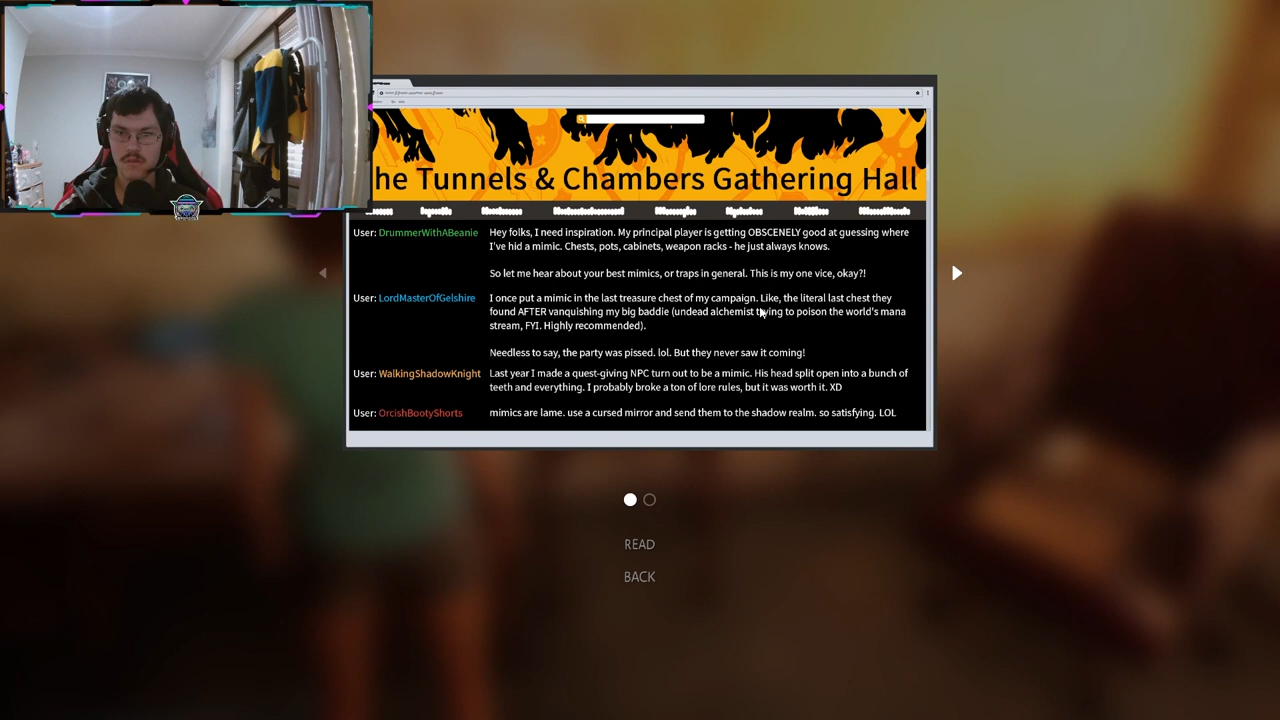 he Tunnels & Chambers Gathering Hall
User: DrummerWithABeanie
Hey folks, I need inspiration. My principal player is getting OBSCENELY good at guessing where
I've hid a mimic. Chests, pots, cabinets, weapon racks - he just always knows.
So let me hear about your best mimics, or traps in general. This is my one vice, okay?!
User: LordMasterOfGelshire
I once put a mimic in the last treasure chest of my campaign. Like, the literal last chest they
found AFTER vanquishing my big baddie (undead alchemist trying to poison the world's mana
stream, FYI. Highly recommended).
Needless to say, the party was pissed. lol. But they never saw it coming!
User: WalkingShadowKnight
Last year I made a quest-giving NPC turn out to be a mimic. His head split open into a bunch of
teeth and everything. I probably broke a ton of lore rules, but it was worth it. XD
User: OrcishBootyShorts
mimics are lame. use a cursed mirror and send them to the shadow realm. so satisfying. LOL
READ
BACK